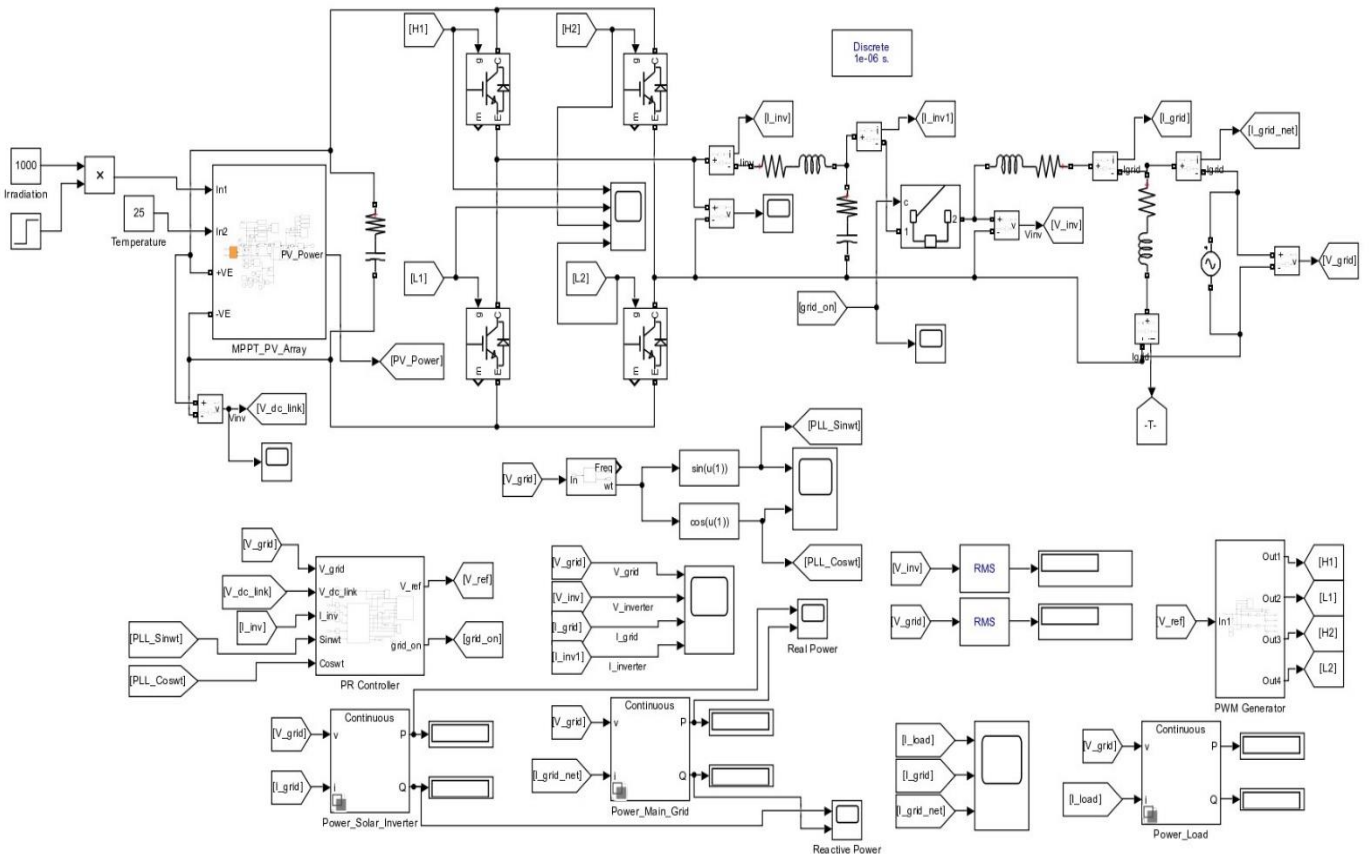 [H1]
[H2]
Discrete
1e-06 s.
g
C
m
E
g
C
m
E
[I_inv]
[I_inv1]
[I_grid]
[I_grid_net]
+
i
-
Iinv
+
i
-
+
i
-
Igrid
+
i
-
Igrid
1000
Irradiation
×
25
Temperature
In1
In2
+VE
-VE
PV_Power
MPPT_PV_Array
[L1]
[L2]
g
C
m
E
g
C
m
E
+
v
-
c
1
2
+
v
-
Vinv
[V_inv]
+
v
-
[V_grid]
[grid_on]
+
i
-
Igrid
-T-
[PV_Power]
+
v
-
Vinv
[V_dc_link]
[V_grid]
In
Freq
wt
sin(u(1))
cos(u(1))
[PLL_Sinwt]
[PLL_Coswt]
[V_grid]
[V_dc_link]
[I_inv]
[PLL_Sinwt]
[PLL_Coswt]
V_grid
V_dc_link
I_inv
Sinwt
Coswt
V_ref
grid_on
PR Controller
[V_ref]
[grid_on]
[V_grid]
[V_inv]
[I_grid]
[I_inv1]
V_grid
V_inverter
I_grid
I_inverter
Real Power
[V_inv]
RMS
[V_grid]
RMS
[V_ref]
In1
Out1
Out2
Out3
Out4
PWM Generator
[H1]
[L1]
[H2]
[L2]
[V_grid]
[I_grid]
Continuous
v
i
P
Q
Power_Solar_Inverter
[V_grid]
[I_grid_net]
Continuous
v
i
P
Q
Power_Main_Grid
Reactive Power
[I_load]
[I_grid]
[I_grid_net]
[V_grid]
[I_load]
Continuous
v
i
P
Q
Power_Load